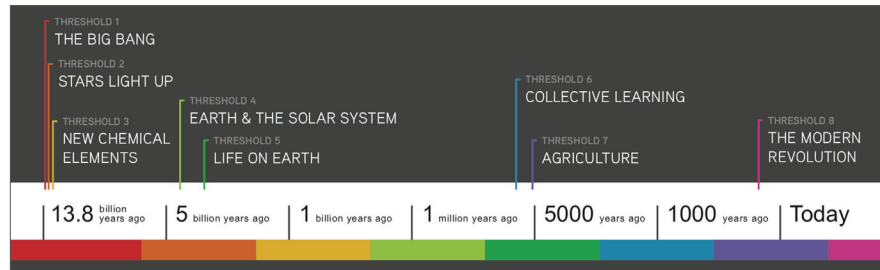 THRESHOLD 1
THE BIG BANG
THRESHOLD 2
STARS LIGHT UP
THRESHOLD 3
NEW CHEMICAL
ELEMENTS
THRESHOLD 4
EARTH & THE SOLAR SYSTEM
THRESHOLD 5
LIFE ON EARTH
THRESHOLD 6
COLLECTIVE LEARNING
THRESHOLD 7
AGRICULTURE
THRESHOLD 8
THE MODERN
REVOLUTION
13.8 billion years ago
5 billion years ago
1 billion years ago
1 million years ago
5000 years ago
1000 years ago
Today